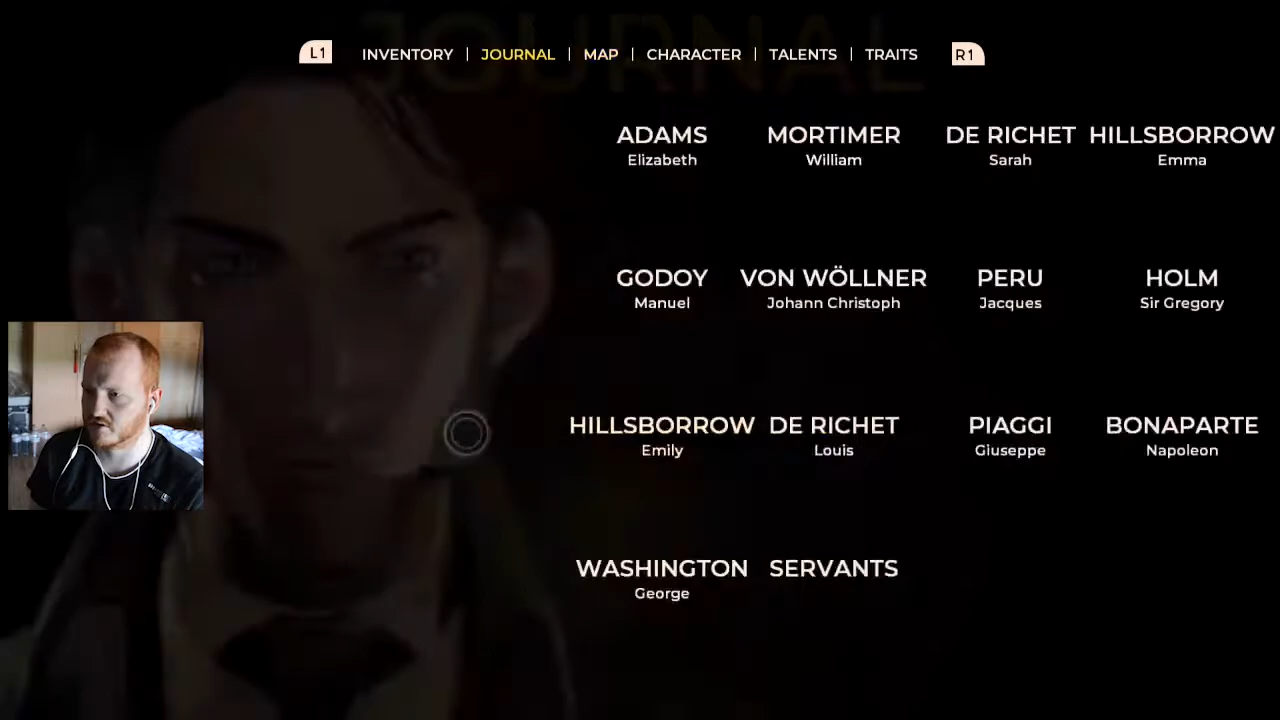 JOURNAL
L1 INVENTORY | JOURNAL | MAP | CHARACTER | TALENTS | TRAITS R1
ADAMS MORTIMER DE RICHET HILLSBORROW
Elizabeth William Sarah Emma
GODOY VON WÖLLNER PERU HOLM
Manuel Johann Christoph Jacques Sir Gregory
HILLSBORROW DE RICHET PIAGGI BONAPARTE
Emily Louis Giuseppe Napoleon
WASHINGTON SERVANTS
George